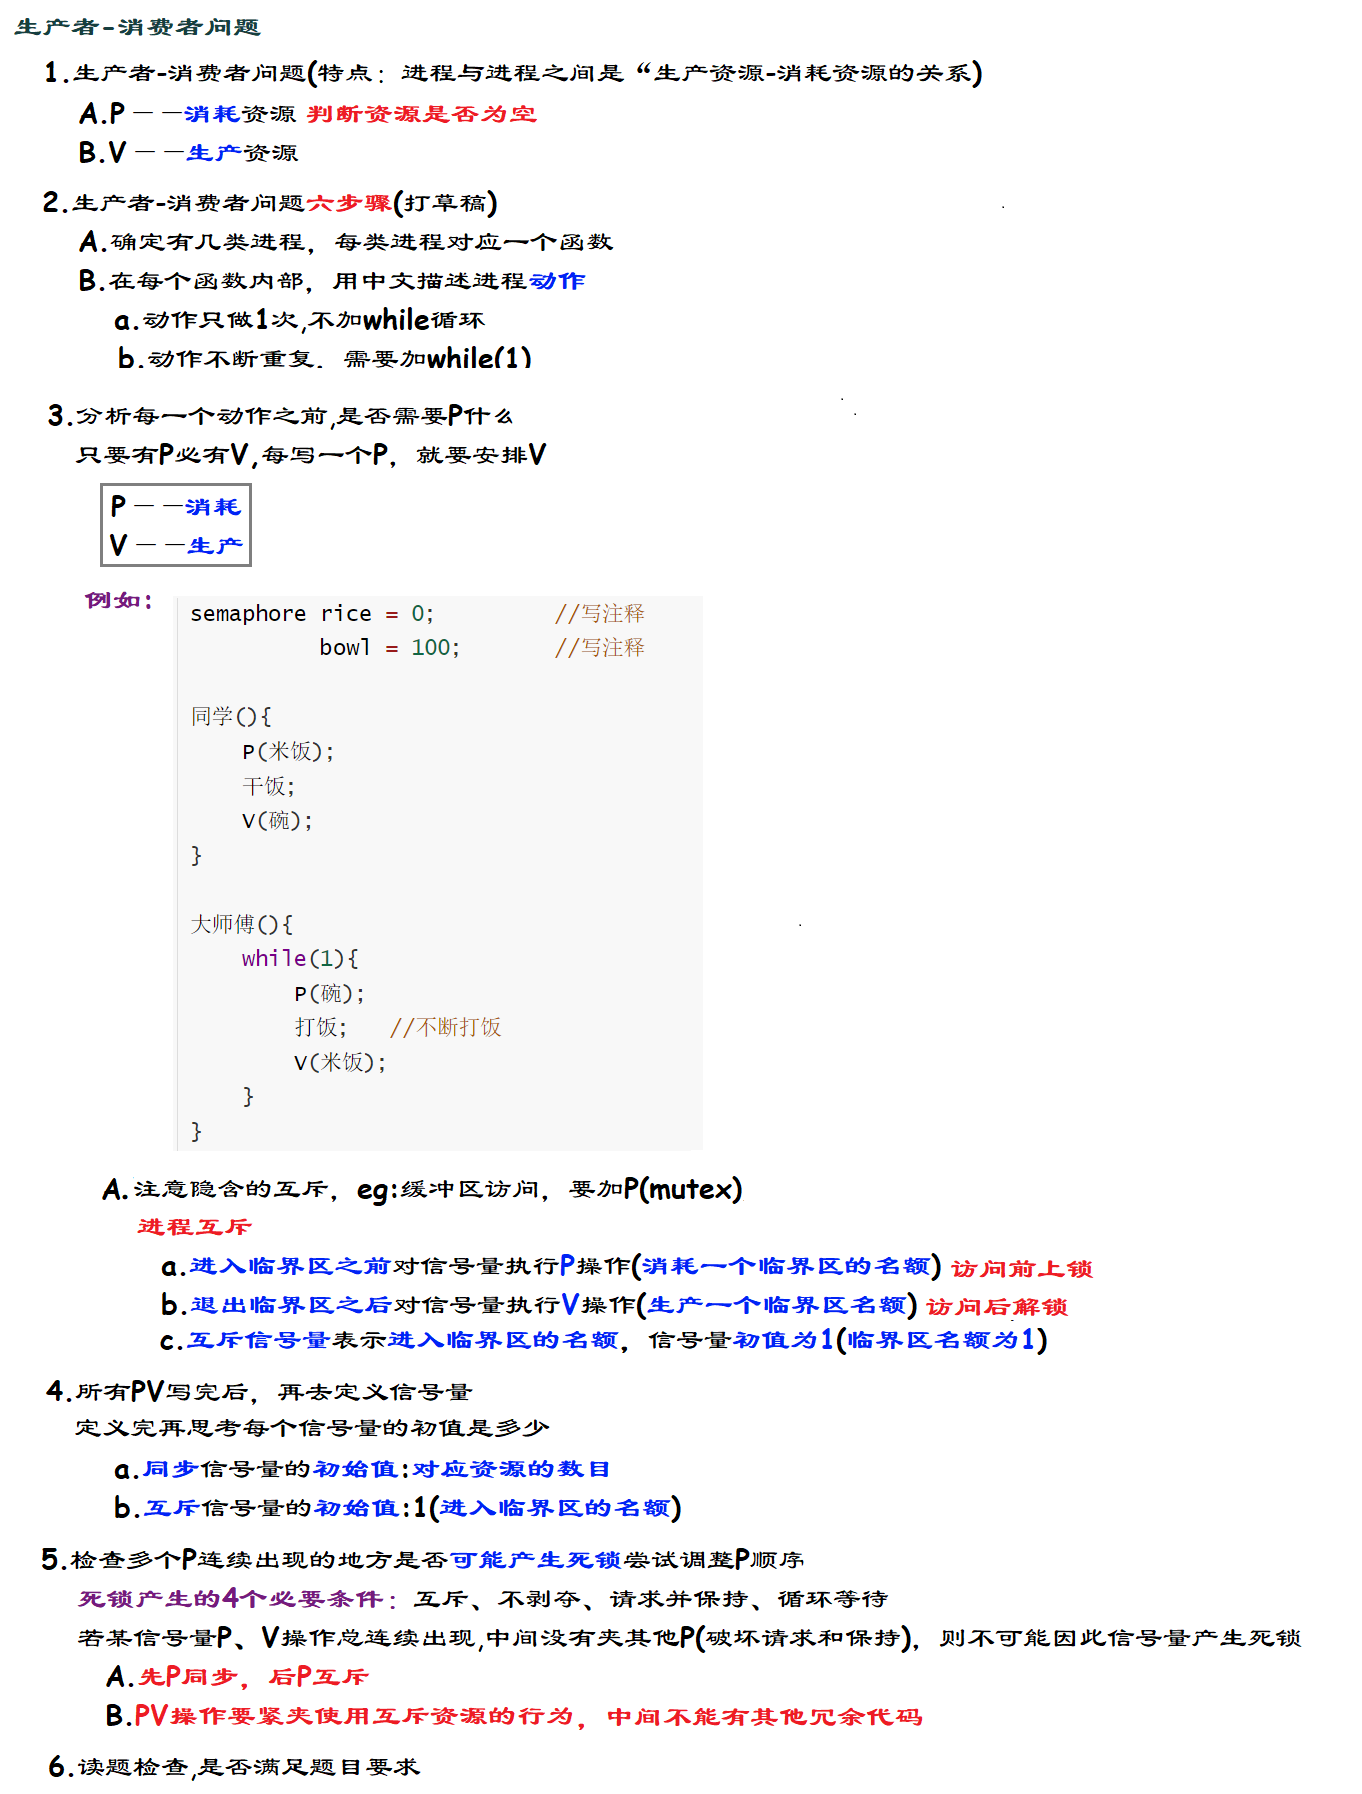 生产者-消费者问题
1.生产者-消费者问题(特点：进程与进程之间是“生产资源-消耗资源的关系)
A.P－－消耗资源 判断资源是否为空
B.V－－生产资源
2.生产者-消费者问题六步骤(打草稿)
A.确定有几类进程，每类进程对应一个函数
B.在每个函数内部，用中文描述进程动作
a.动作只做1次,不加while循环
b.动作不断重复，需要加while(1)
3.分析每一个动作之前,是否需要P什么
只要有P必有V,每写一个P，就要安排V
P－－消耗
V－－生产
例如：
semaphore rice = 0; //写注释
bowl = 100; //写注释
同学(){
P(米饭);
干饭;
V(碗);
}
大师傅(){
while(1){
P(碗);
打饭; //不断打饭
V(米饭);
}
}
A.注意隐含的互斥，eg:缓冲区访问，要加P(mutex)
进程互斥
a.进入临界区之前对信号量执行P操作(消耗一个临界区的名额) 访问前上锁
b.退出临界区之后对信号量执行V操作(生产一个临界区名额) 访问后解锁
c.互斥信号量表示进入临界区的名额，信号量初值为1(临界区名额为1)
4.所有PV写完后，再去定义信号量
定义完再思考每个信号量的初值是多少
a.同步信号量的初始值:对应资源的数目
b.互斥信号量的初始值:1(进入临界区的名额)
5.检查多个P连续出现的地方是否可能产生死锁尝试调整P顺序
死锁产生的4个必要条件：互斥、不剥夺、请求并保持、循环等待
若某信号量P、V操作总连续出现,中间没有夹其他P(破坏请求和保持)，则不可能因此信号量产生死锁
A.先P同步，后P互斥
B.PV操作要紧夹使用互斥资源的行为，中间不能有其他冗余代码
6.读题检查,是否满足题目要求